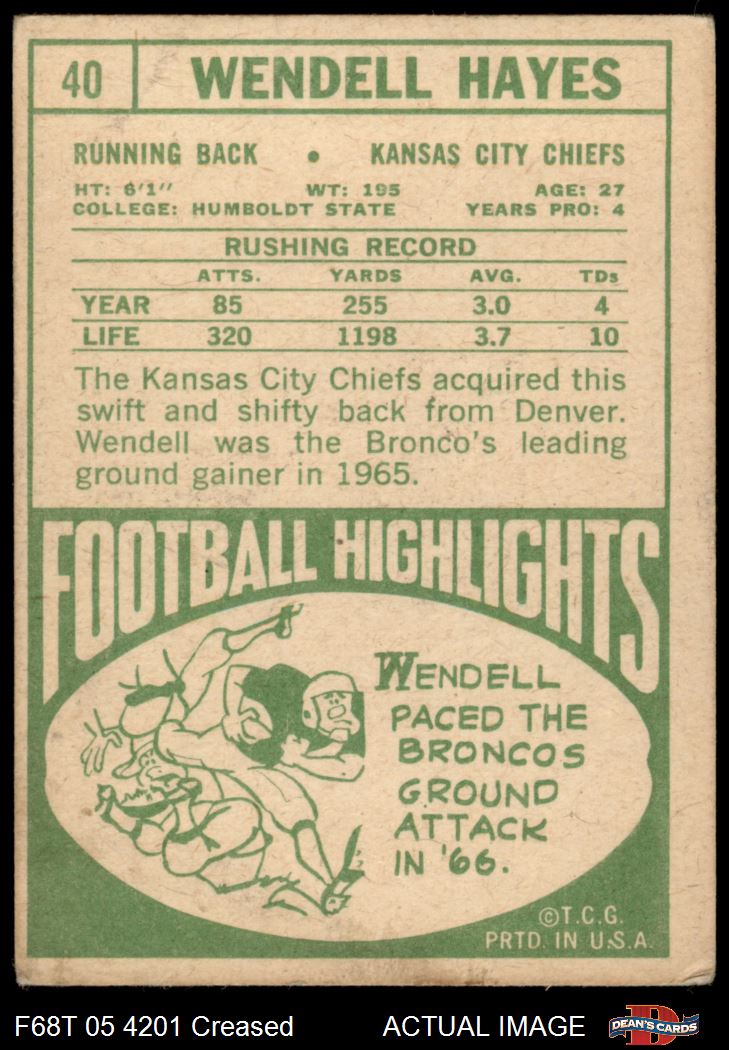 40 WENDELL HAYES
RUNNING BACK • KANSAS CITY CHIEFS
HT: 6'1" WT: 195 AGE: 27
COLLEGE: HUMBOLDT STATE YEARS PRO: 4
RUSHING RECORD
ATTS. YARDS AVG. TDs
YEAR 85 255 3.0 4
LIFE 320 1198 3.7 10
The Kansas City Chiefs acquired this
swift and shifty back from Denver.
Wendell was the Bronco's leading
ground gainer in 1965.
FOOTBALL HIGHLIGHTS
WENDELL
PACED THE
BRONCOS
GROUND
ATTACK
IN '66.
©T.C.G.
PRTD. IN U.S.A.
F68T 05 4201 Creased ACTUAL IMAGE D DEAN'S CARDS